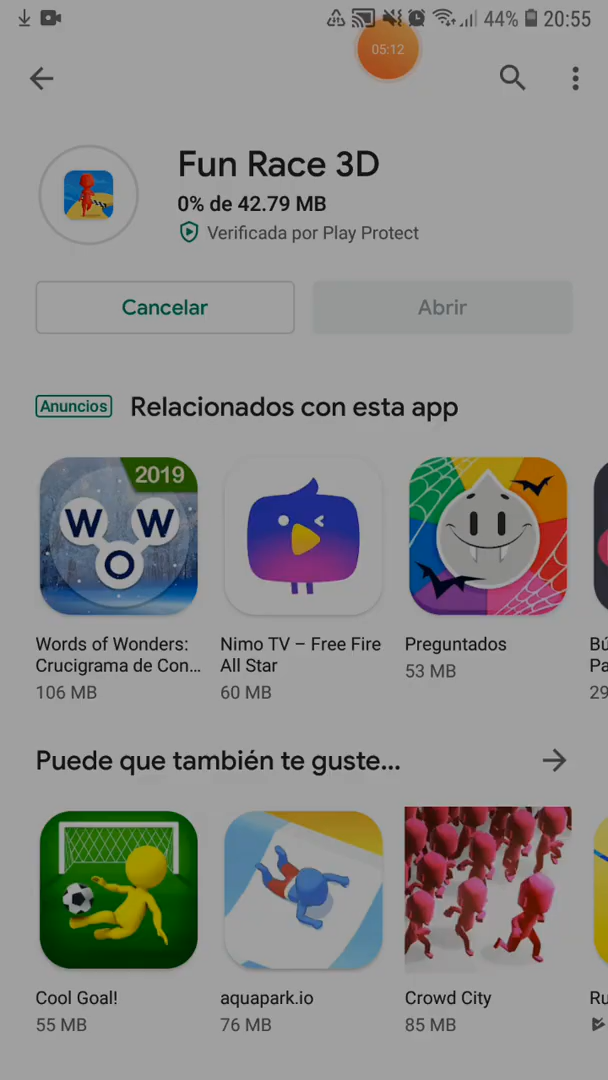 44% 20:55
05:12
Fun Race 3D
0% de 42.79 MB
Verificada por Play Protect
Cancelar
Abrir
Anuncios Relacionados con esta app
2019
W W
O
Words of Wonders:
Crucigrama de Con...
106 MB
Nimo TV – Free Fire
All Star
60 MB
Preguntados
53 MB
Bú
Pa
29
Puede que también te guste...
Cool Goal!
55 MB
aquapark.io
76 MB
Crowd City
85 MB
Ru